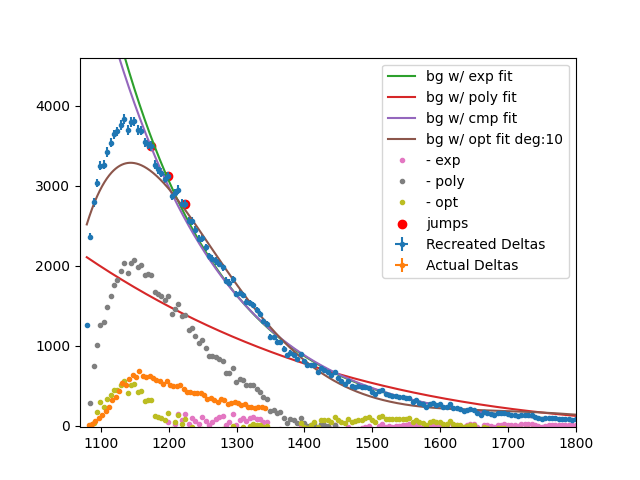 bg w/ exp fit
bg w/ poly fit
bg w/ cmp fit
bg w/ opt fit deg:10
- exp
- poly
- opt
jumps
Recreated Deltas
Actual Deltas
4000
3000
2000
1000
0
1100 1200 1300 1400 1500 1600 1700 1800